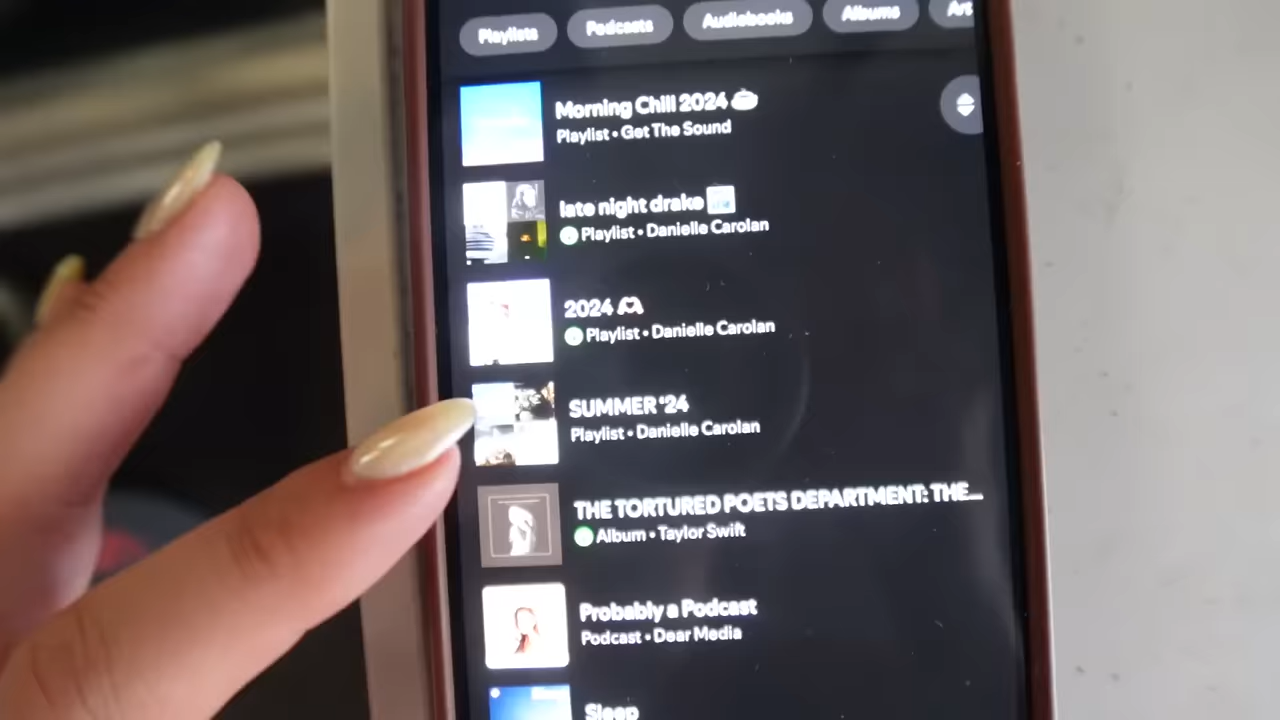 Playlists
Podcasts
Audiobooks
Albums
Art
Morning Chill 2024 ☕
Playlist • Get The Sound
late night drake
Playlist • Danielle Carolan
2024 🫶
Playlist • Danielle Carolan
SUMMER '24
Playlist • Danielle Carolan
THE TORTURED POETS DEPARTMENT: THE...
Album • Taylor Swift
Probably a Podcast
Podcast • Dear Media
Sleep